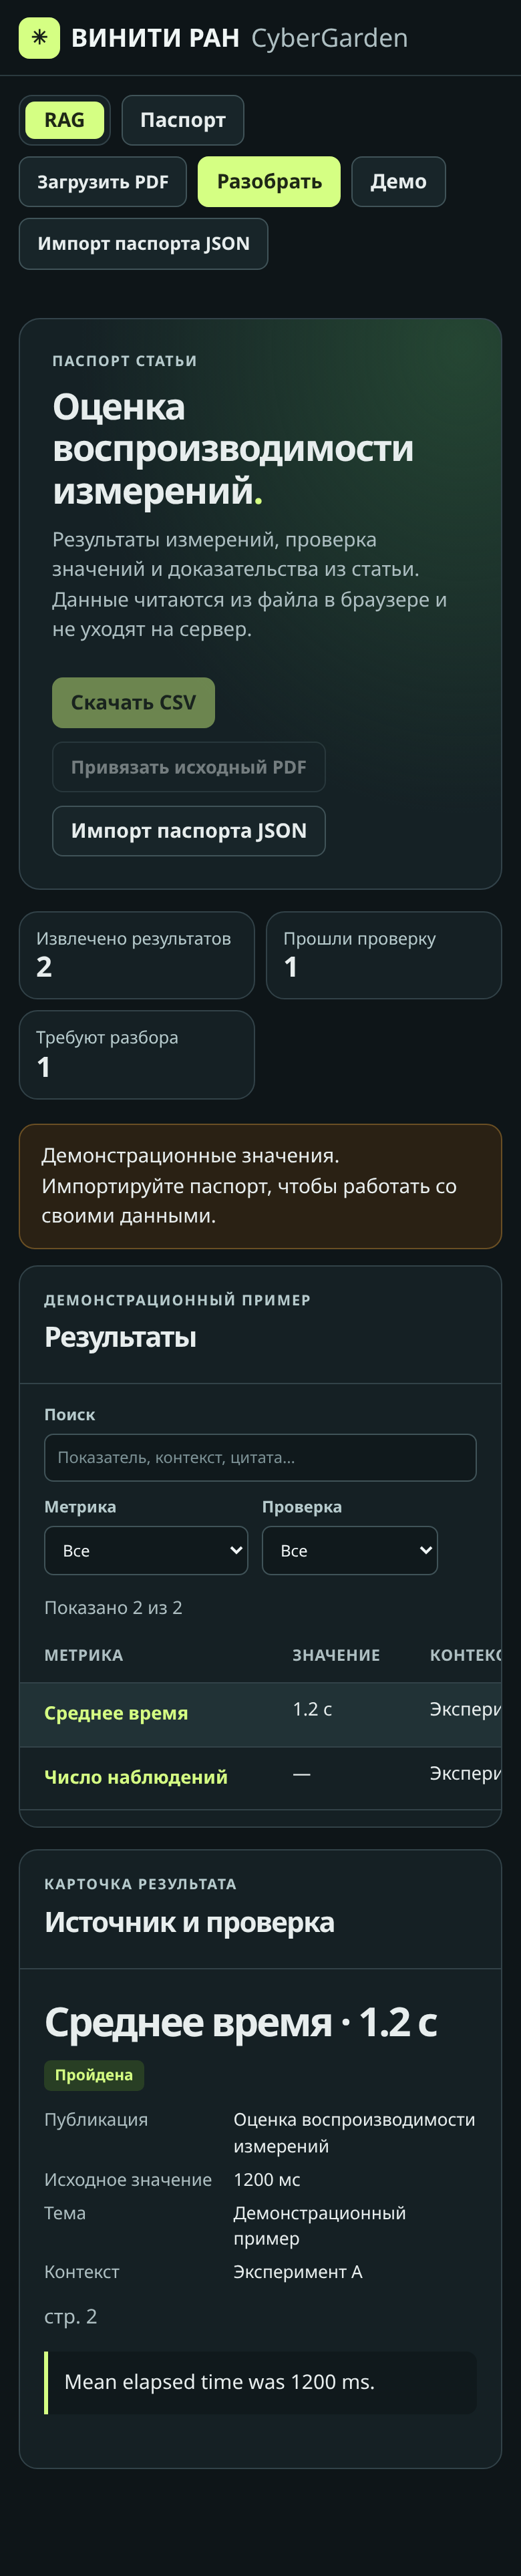 ВИНИТИ РАН CyberGarden
RAG Паспорт
Загрузить PDF Разобрать Демо
Импорт паспорта JSON
ПАСПОРТ СТАТЬИ
Оценка
воспроизводимости
измерений.
Результаты измерений, проверка
значений и доказательства из статьи.
Данные читаются из файла в браузере и
не уходят на сервер.
Скачать CSV
Привязать исходный PDF
Импорт паспорта JSON
Извлечено результатов
2
Прошли проверку
1
Требуют разбора
1
Демонстрационные значения.
Импортируйте паспорт, чтобы работать со
своими данными.
ДЕМОНСТРАЦИОННЫЙ ПРИМЕР
Результаты
Поиск
Показатель, контекст, цитата...
Метрика Проверка
Все Все
Показано 2 из 2
МЕТРИКА ЗНАЧЕНИЕ КОНТЕКС
Среднее время 1.2 с Экспери
Число наблюдений — Экспери
КАРТОЧКА РЕЗУЛЬТАТА
Источник и проверка
Среднее время · 1.2 с
Пройдена
Публикация Оценка воспроизводимости
измерений
Исходное значение 1200 мс
Тема Демонстрационный
пример
Контекст Эксперимент А
стр. 2
Mean elapsed time was 1200 ms.